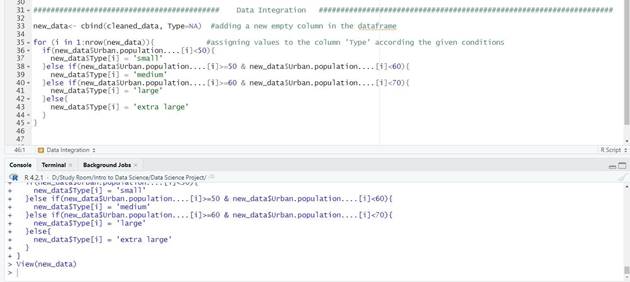 30
31 ######################################## Data Integration ########################################
32
33 new_data<- cbind(cleaned_data, Type=NA) #adding a new empty column in the dataframe
34
35 for (i in 1:nrow(new_data)){ #assigning values to the column 'Type' according the given conditions
36 if(new_data$Urban.population....[i]<50){
37 new_data$Type[i] = 'small'
38 }else if(new_data$Urban.population....[i]>=50 & new_data$Urban.population....[i]<60){
39 new_data$Type[i] = 'medium'
40 }else if(new_data$Urban.population....[i]>=60 & new_data$Urban.population....[i]<70){
41 new_data$Type[i] = 'large'
42 }else{
43 new_data$Type[i] = 'extra large'
44 }
45 }
46
47
46:1 Data Integration R Script
Console Terminal × Background Jobs ×
R 4.2.1 · D:/Study Room/Intro to Data Science/Data Science Project/
+ if(new_data$Urban.population....[i]<50){
+ new_data$Type[i] = 'small'
+ }else if(new_data$Urban.population....[i]>=50 & new_data$Urban.population....[i]<60){
+ new_data$Type[i] = 'medium'
+ }else if(new_data$Urban.population....[i]>=60 & new_data$Urban.population....[i]<70){
+ new_data$Type[i] = 'large'
+ }else{
+ new_data$Type[i] = 'extra large'
+ }
+ }
> View(new_data)
>